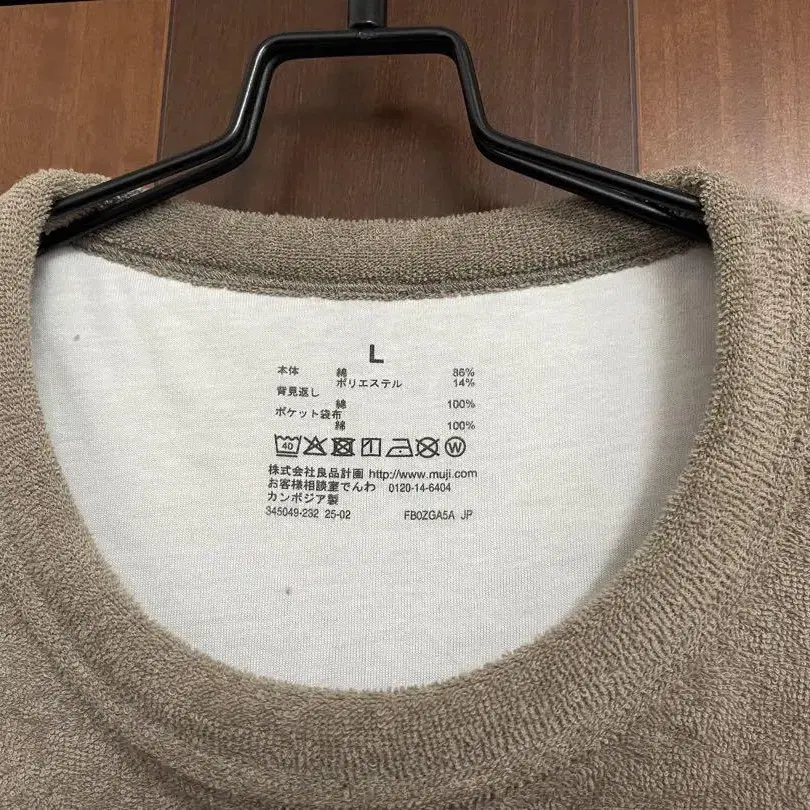 L
本体 綿 86%
ポリエステル 14%
背見返し
綿 100%
ポケット袋布
綿 100%
40 W
株式会社良品計画 http://www.muji.com
お客様相談室でんわ 0120-14-6404
カンボジア製
345049-232 25-02 FB0ZGA5A JP